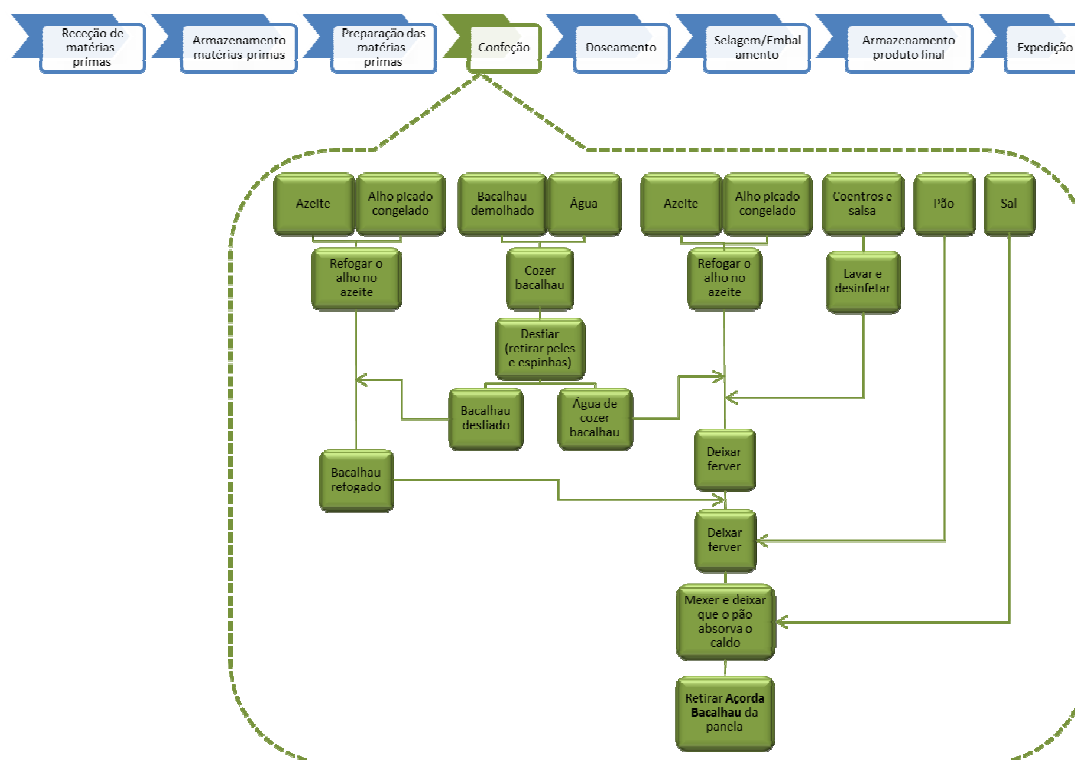 Receção de
matérias
primas
Armazenamento
matérias primas
Preparação das
matérias
primas
Confeção
Doseamento
Selagem/Embal
amento
Armazenamento
produto final
Expedição
Azeite
Alho picado
congelado
Bacalhau
demolhado
Água
Azeite
Alho picado
congelado
Coentros e
salsa
Pão
Sal
Refogar o
alho no
azeite
Cozer
bacalhau
Refogar o
alho no
azeite
Lavar e
desinfetar
Desfiar
(retirar peles
e espinhas)
Bacalhau
desfiado
Água de
cozer
bacalhau
Bacalhau
refogado
Deixar
ferver
Deixar
ferver
Mexer e deixar
que o pão
absorva o
caldo
Retirar Açorda
Bacalhau da
panela